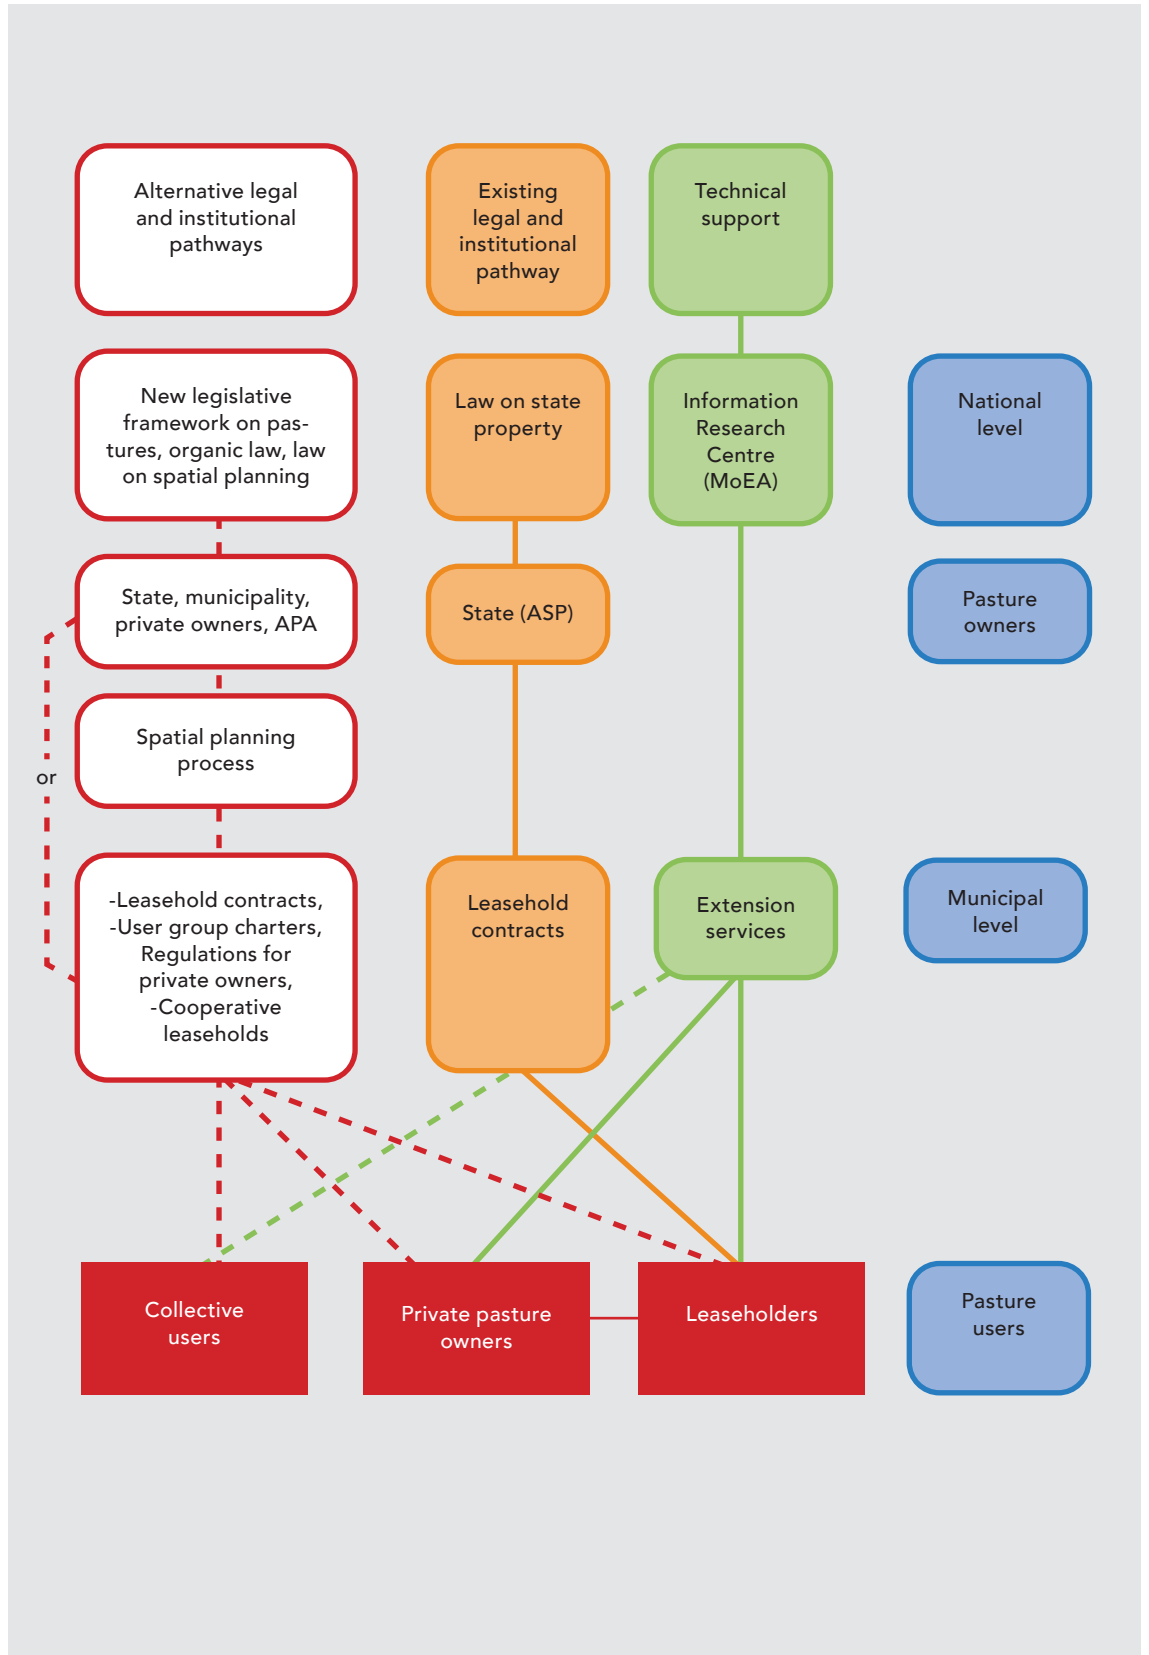 Alternative legal
and institutional
pathways
Existing
legal and
institutional
pathway
Technical
support
New legislative
framework on pas-
tures, organic law, law
on spatial planning
Law on state
property
Information
Research
Centre
(MoEA)
National
level
State, municipality,
private owners, APA
State (ASP)
Pasture
owners
Spatial planning
process
or
-Leasehold contracts,
-User group charters,
Regulations for
private owners,
-Cooperative
leaseholds
Leasehold
contracts
Extension
services
Municipal
level
Collective
users
Private pasture
owners
Leaseholders
Pasture
users